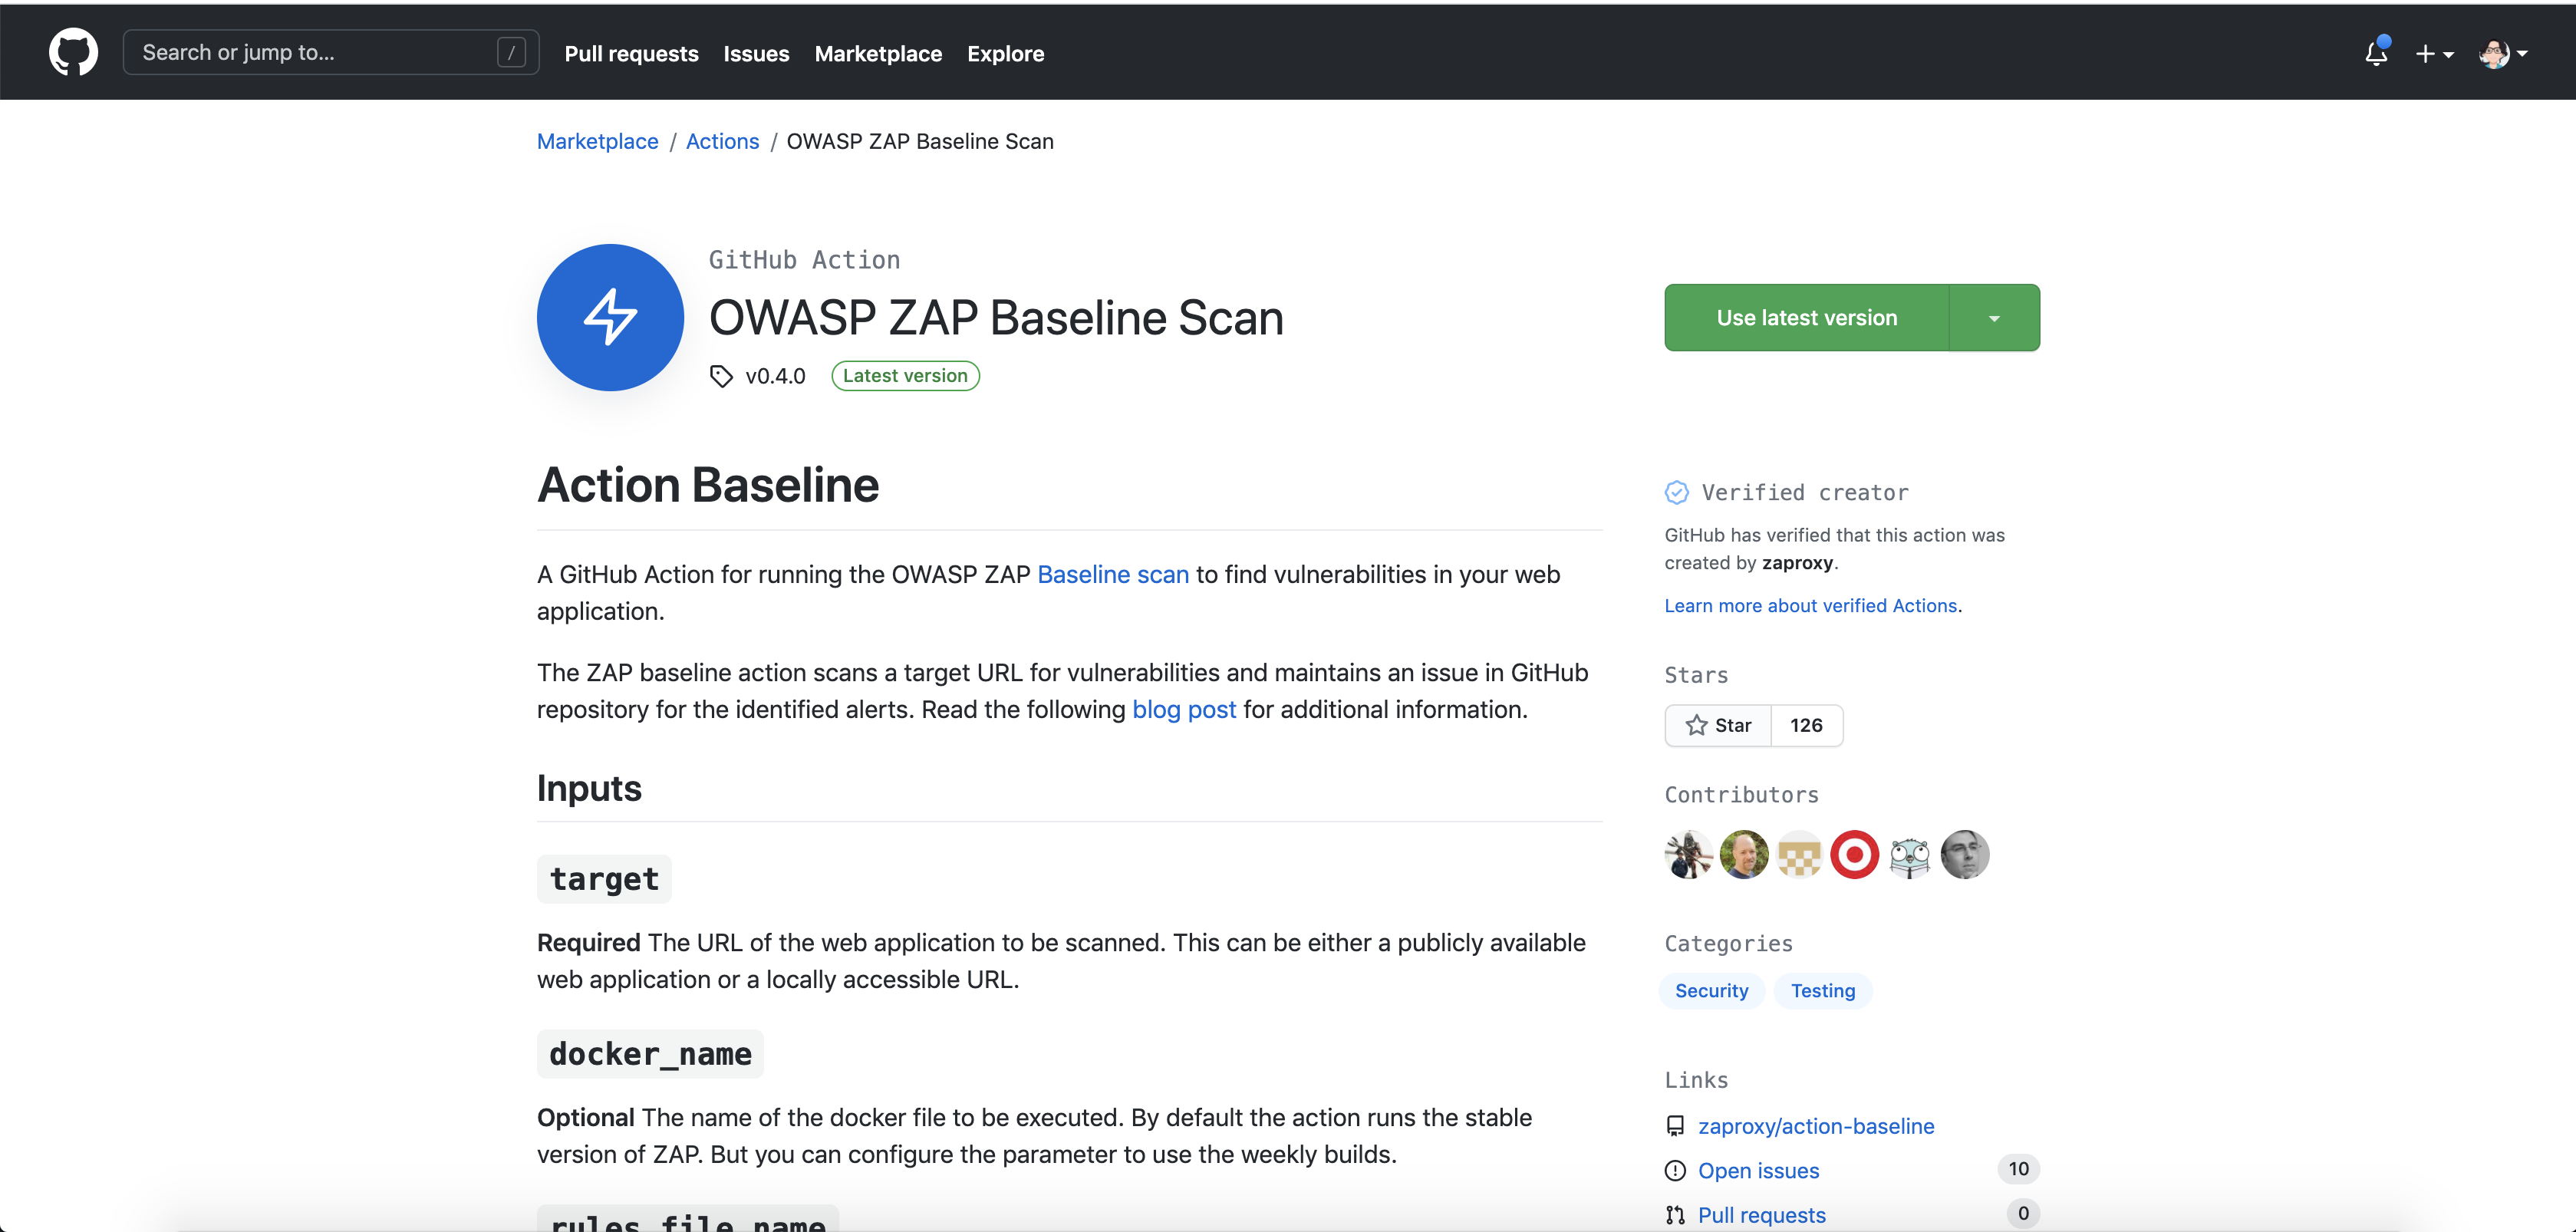 Search or jump to... /
Pull requests Issues Marketplace Explore
Marketplace / Actions / OWASP ZAP Baseline Scan
GitHub Action
OWASP ZAP Baseline Scan
v0.4.0 Latest version
Use latest version
Action Baseline
A GitHub Action for running the OWASP ZAP Baseline scan to find vulnerabilities in your web
application.
The ZAP baseline action scans a target URL for vulnerabilities and maintains an issue in GitHub
repository for the identified alerts. Read the following blog post for additional information.
Inputs
target
Required The URL of the web application to be scanned. This can be either a publicly available
web application or a locally accessible URL.
docker_name
Optional The name of the docker file to be executed. By default the action runs the stable
version of ZAP. But you can configure the parameter to use the weekly builds.
rules_file_name
Verified creator
GitHub has verified that this action was
created by zaproxy.
Learn more about verified Actions.
Stars
Star 126
Contributors
Categories
Security Testing
Links
zaproxy/action-baseline
Open issues 10
Pull requests 0